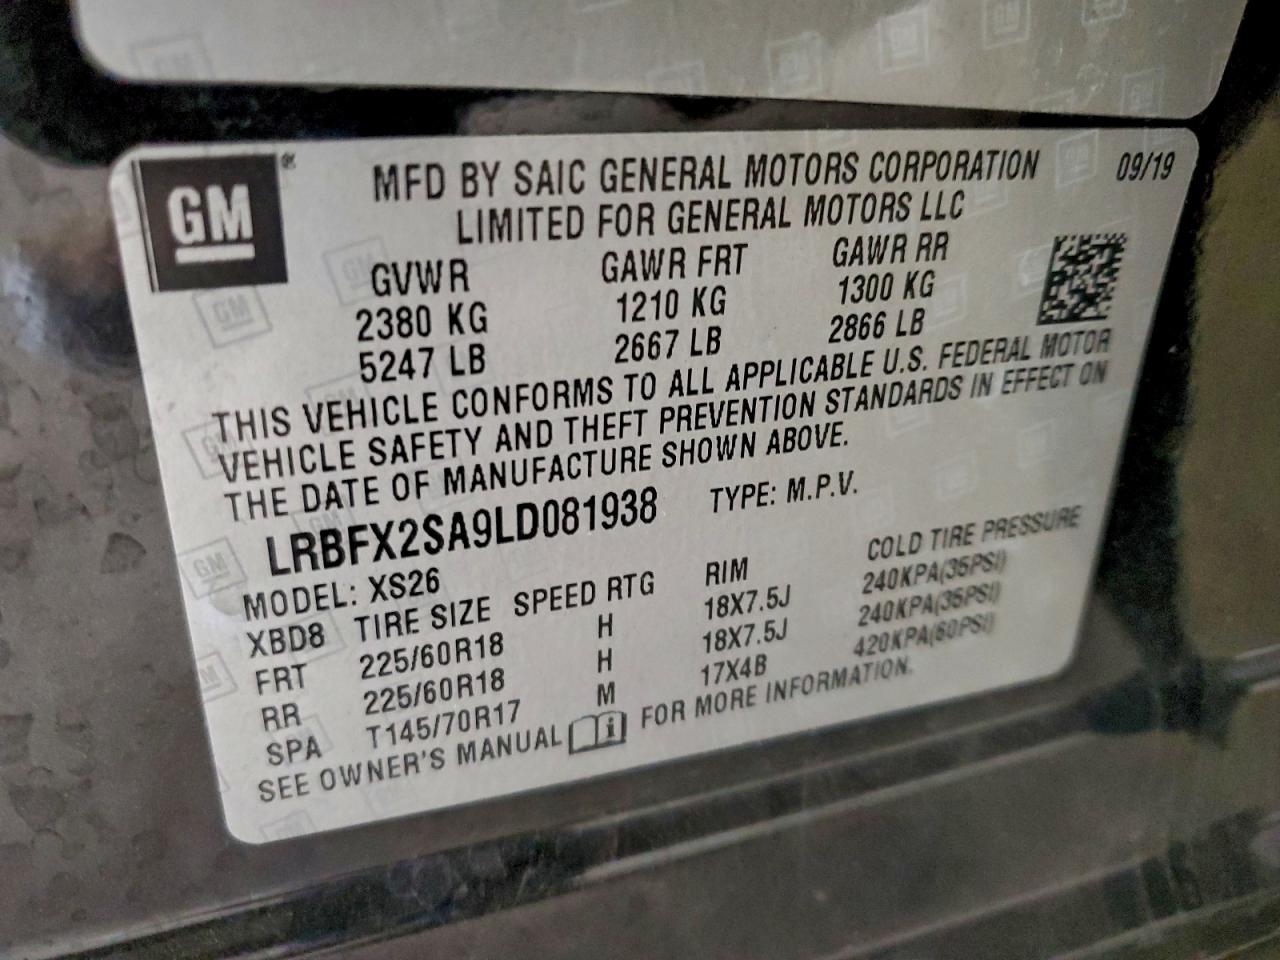 GM®
MFD BY SAIC GENERAL MOTORS CORPORATION 09/19
LIMITED FOR GENERAL MOTORS LLC
GVWR GAWR FRT GAWR RR
2380 KG 1210 KG 1300 KG
5247 LB 2667 LB 2866 LB
THIS VEHICLE CONFORMS TO ALL APPLICABLE U.S. FEDERAL MOTOR
VEHICLE SAFETY AND THEFT PREVENTION STANDARDS IN EFFECT ON
THE DATE OF MANUFACTURE SHOWN ABOVE.
LRBFX2SA9LD081938 TYPE: M.P.V.
MODEL: XS26
XBD8 TIRE SIZE SPEED RTG RIM COLD TIRE PRESSURE
FRT 225/60R18 H 18X7.5J 240KPA(35PSI)
RR 225/60R18 H 18X7.5J 240KPA(35PSI)
SPA T145/70R17 M 17X4B 420KPA(60PSI)
SEE OWNER'S MANUAL FOR MORE INFORMATION.